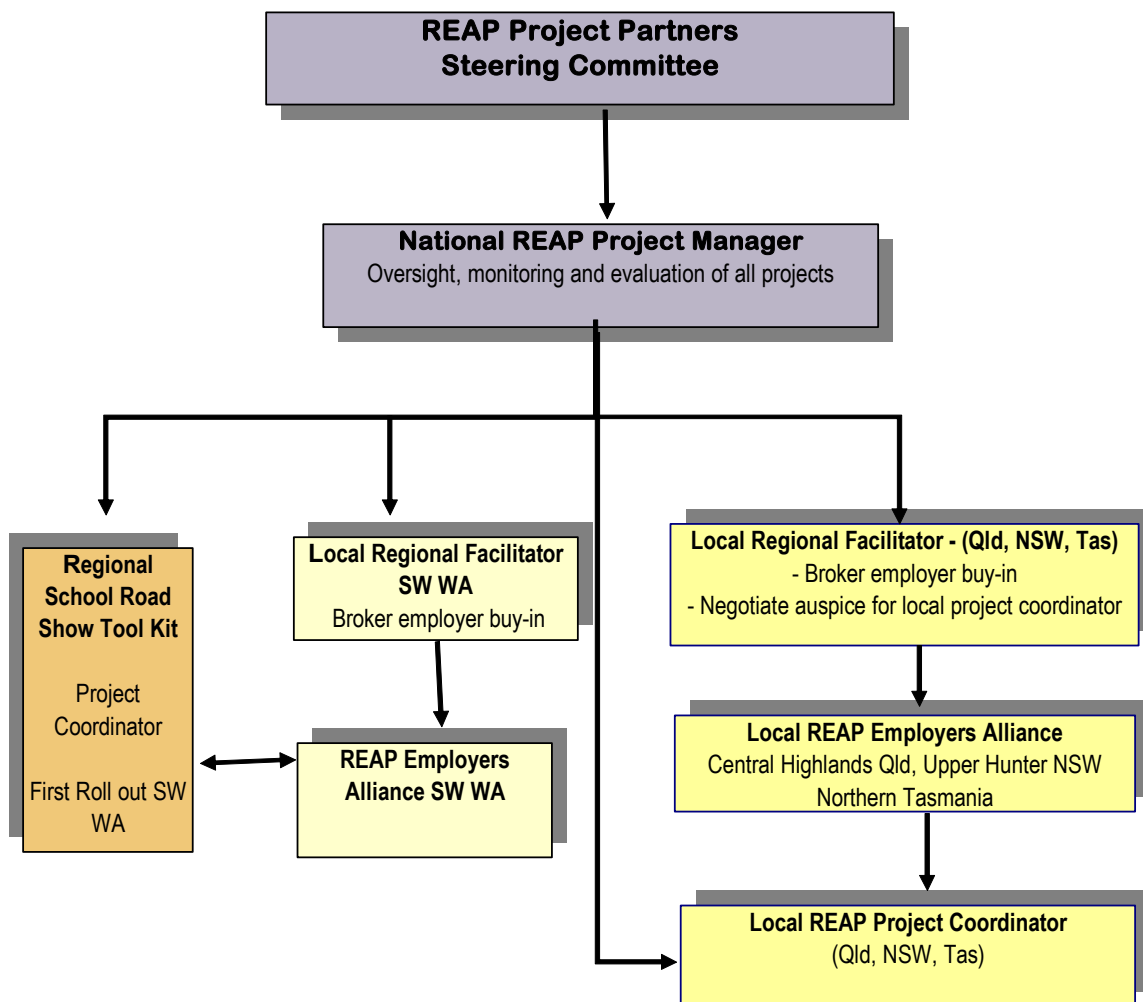 REAP Project Partners
Steering Committee
National REAP Project Manager
Oversight, monitoring and evaluation of all projects
Regional
School Road
Show Tool Kit
Project
Coordinator
First Roll out SW
WA
Local Regional Facilitator
SW WA
Broker employer buy-in
REAP Employers
Alliance SW WA
Local Regional Facilitator - (Qld, NSW, Tas)
- Broker employer buy-in
- Negotiate auspice for local project coordinator
Local REAP Employers Alliance
Central Highlands Qld, Upper Hunter NSW
Northern Tasmania
Local REAP Project Coordinator
(Qld, NSW, Tas)